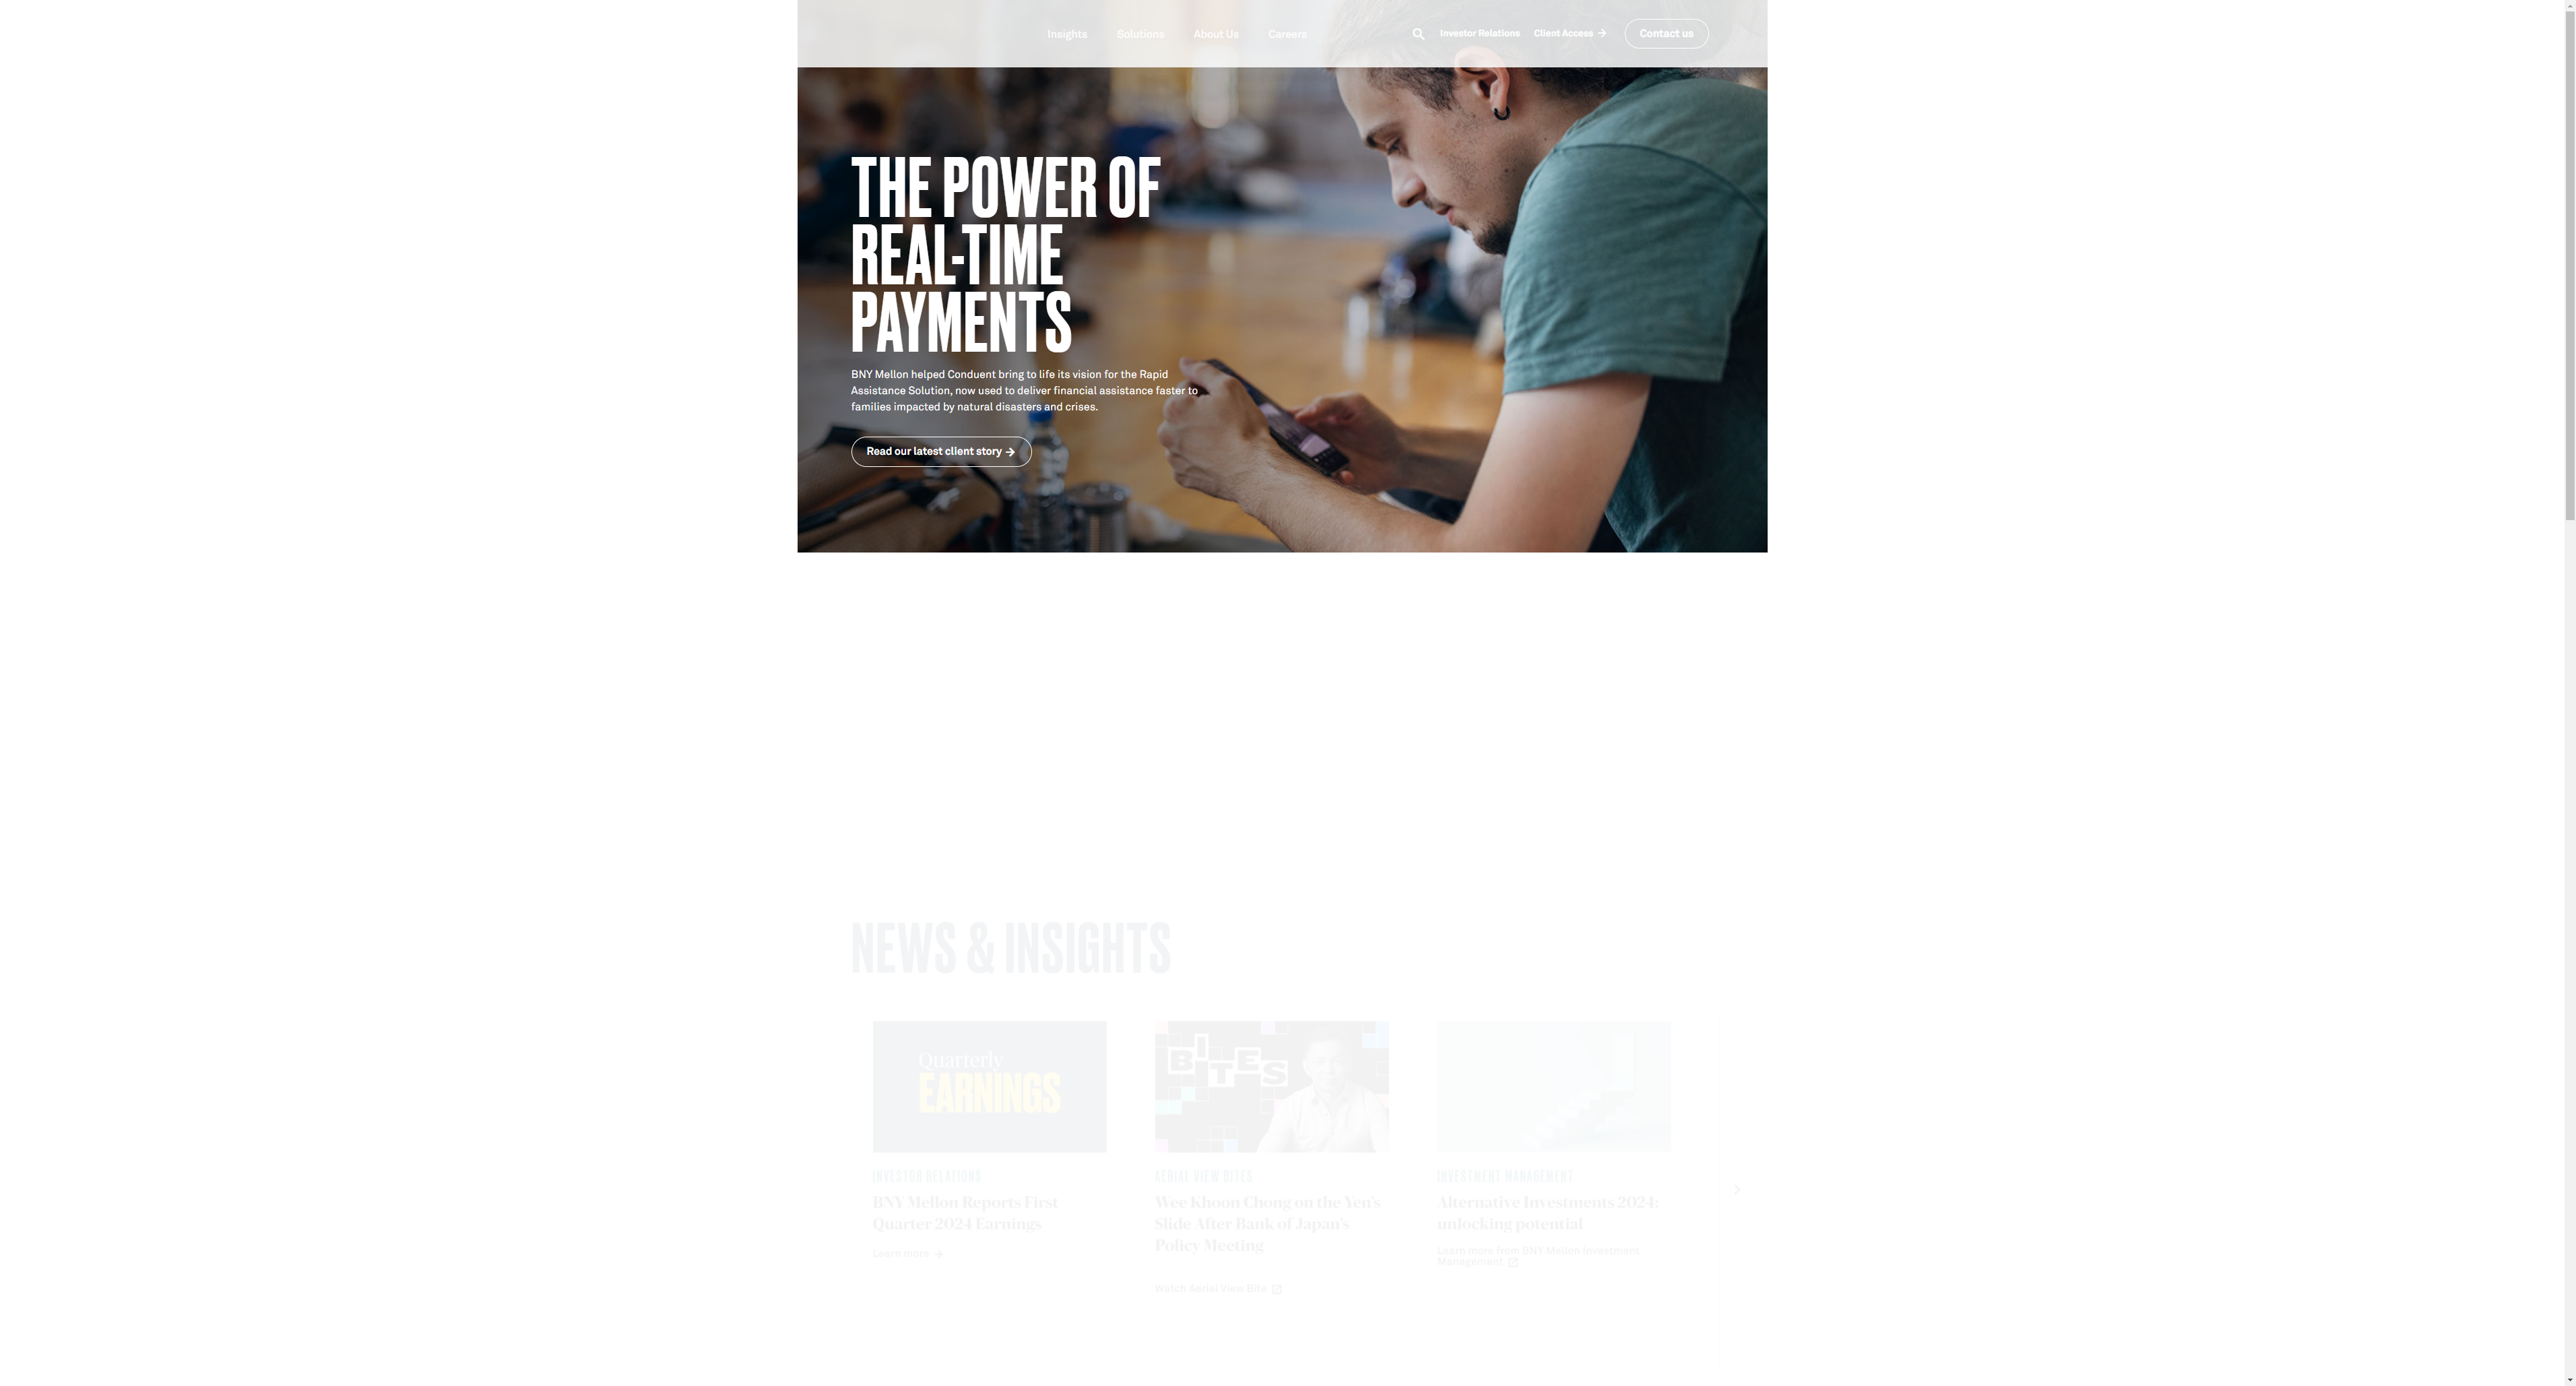 Insights Solutions About Us Careers Investor Relations Client Access Contact us
THE POWER OF
REAL-TIME
PAYMENTS
BNY Mellon helped Conduent bring to life its vision for the Rapid
Assistance Solution, now used to deliver financial assistance faster to
families impacted by natural disasters and crises.
Read our latest client story
NEWS & INSIGHTS
Quarterly
EARNINGS
INVESTOR RELATIONS
BNY Mellon Reports First
Quarter 2024 Earnings
Learn more
BITES
AERIAL VIEW BITES
Wee Khoon Chong on the Yen's
Slide After Bank of Japan's
Policy Meeting
Watch Aerial View Bite
INVESTMENT MANAGEMENT
Alternative Investments 2024:
unlocking potential
Learn more from BNY Mellon Investment
Management